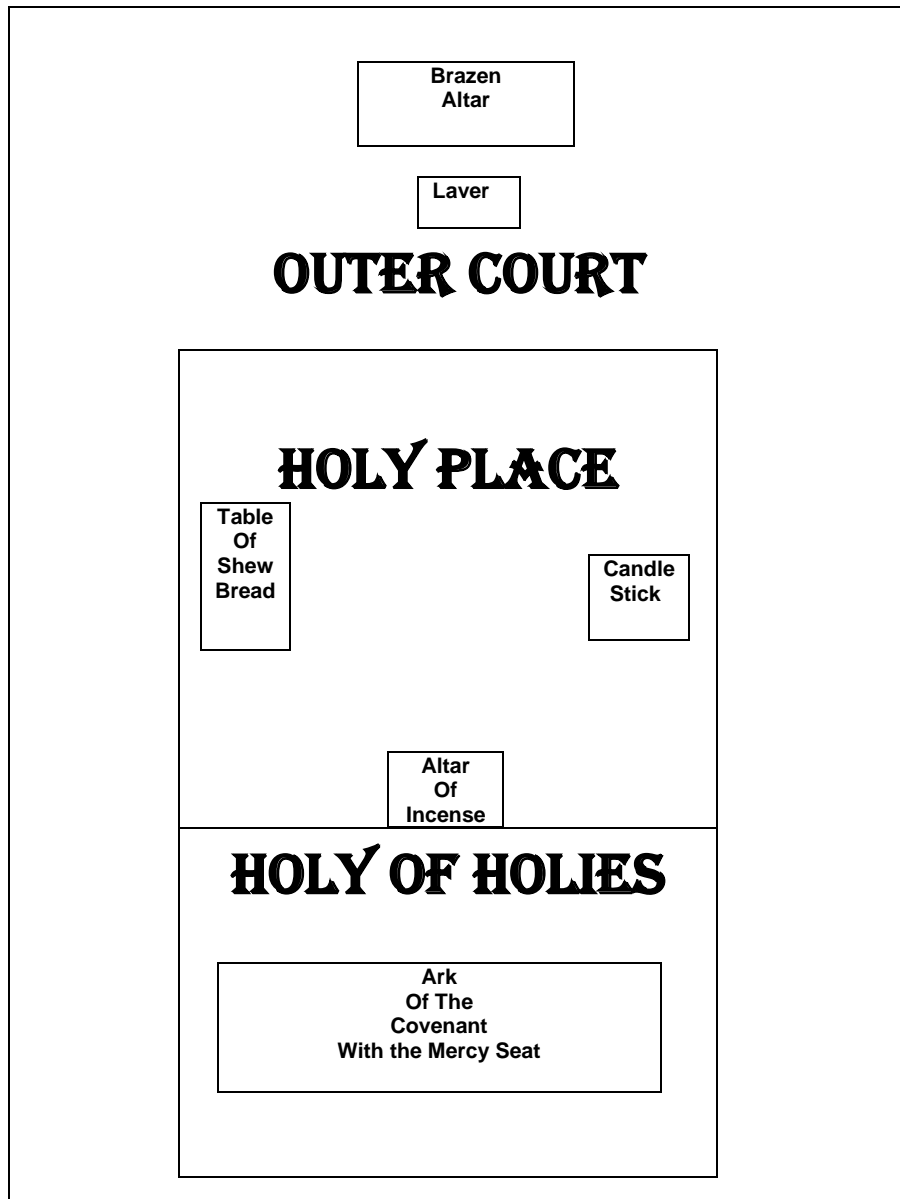 Brazen
Altar
Laver
OUTER COURT
HOLY PLACE
Table
Of
Shew
Bread
Candle
Stick
Altar
Of
Incense
HOLY OF HOLIES
Ark
Of The
Covenant
With the Mercy Seat